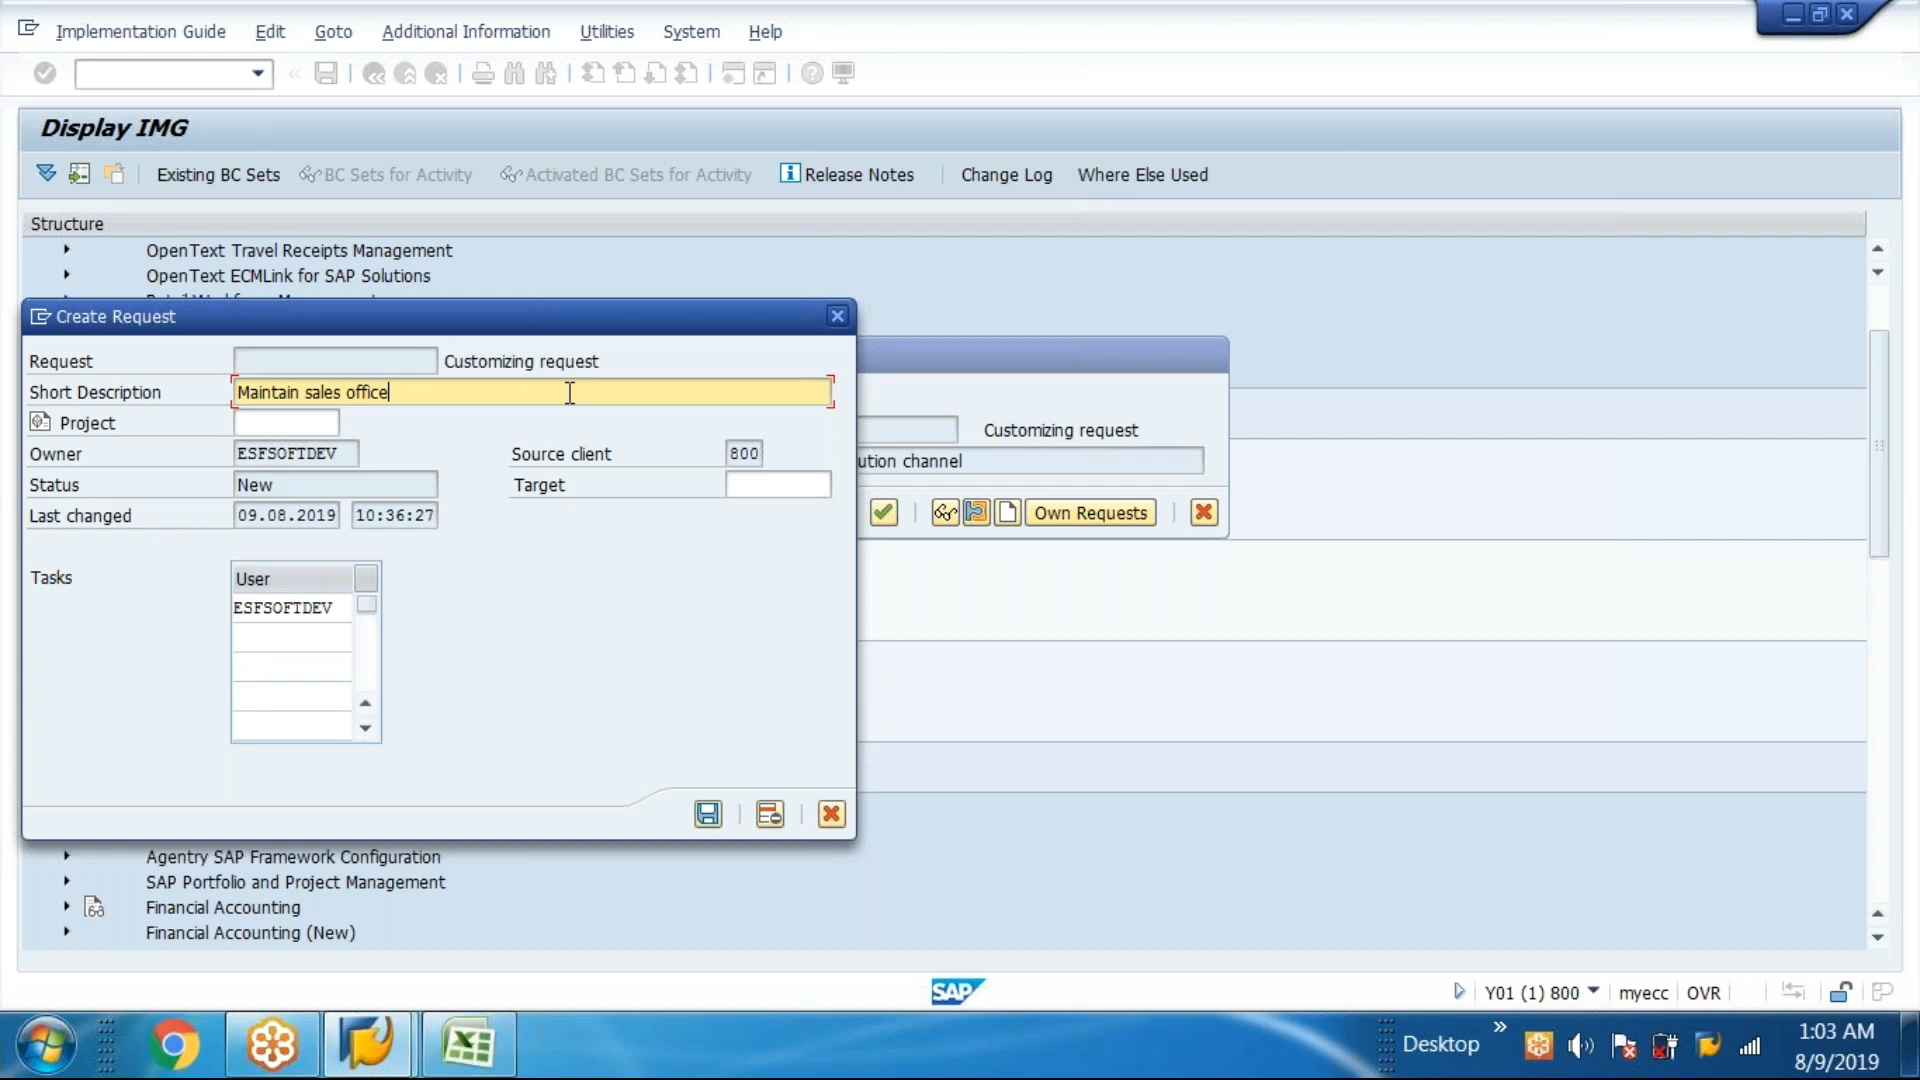 Implementation Guide Edit Goto Additional Information Utilities System Help
Display IMG
Existing BC Sets BC Sets for Activity Activated BC Sets for Activity Release Notes Change Log Where Else Used
Structure
OpenText Travel Receipts Management
OpenText ECMLink for SAP Solutions
Create Request
Request Customizing request
Short Description Maintain sales office
Project
Owner ESFSOFTDEV Source client 800
Status New Target
Last changed 09.08.2019 10:36:27
Tasks User
ESFSOFTDEV
Customizing request
ution channel
Own Requests
Agentry SAP Framework Configuration
SAP Portfolio and Project Management
Financial Accounting
Financial Accounting (New)
SAP Y01 (1) 800 myecc OVR
Desktop 1:03 AM
8/9/2019